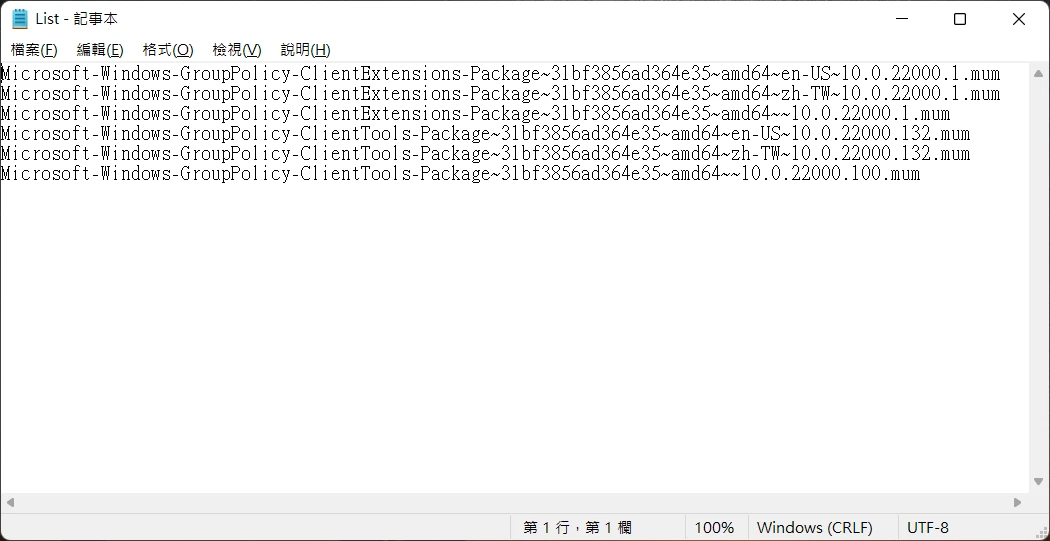 List - 記事本
檔案(F) 編輯(E) 格式(O) 檢視(V) 說明(H)
Microsoft-Windows-GroupPolicy-ClientExtensions-Package~31bf3856ad364e35~amd64~en-US~10.0.22000.1.mum
Microsoft-Windows-GroupPolicy-ClientExtensions-Package~31bf3856ad364e35~amd64~zh-TW~10.0.22000.1.mum
Microsoft-Windows-GroupPolicy-ClientExtensions-Package~31bf3856ad364e35~amd64~~10.0.22000.1.mum
Microsoft-Windows-GroupPolicy-ClientTools-Package~31bf3856ad364e35~amd64~en-US~10.0.22000.132.mum
Microsoft-Windows-GroupPolicy-ClientTools-Package~31bf3856ad364e35~amd64~zh-TW~10.0.22000.132.mum
Microsoft-Windows-GroupPolicy-ClientTools-Package~31bf3856ad364e35~amd64~~10.0.22000.100.mum
第 1 行，第 1 欄 100% Windows (CRLF) UTF-8